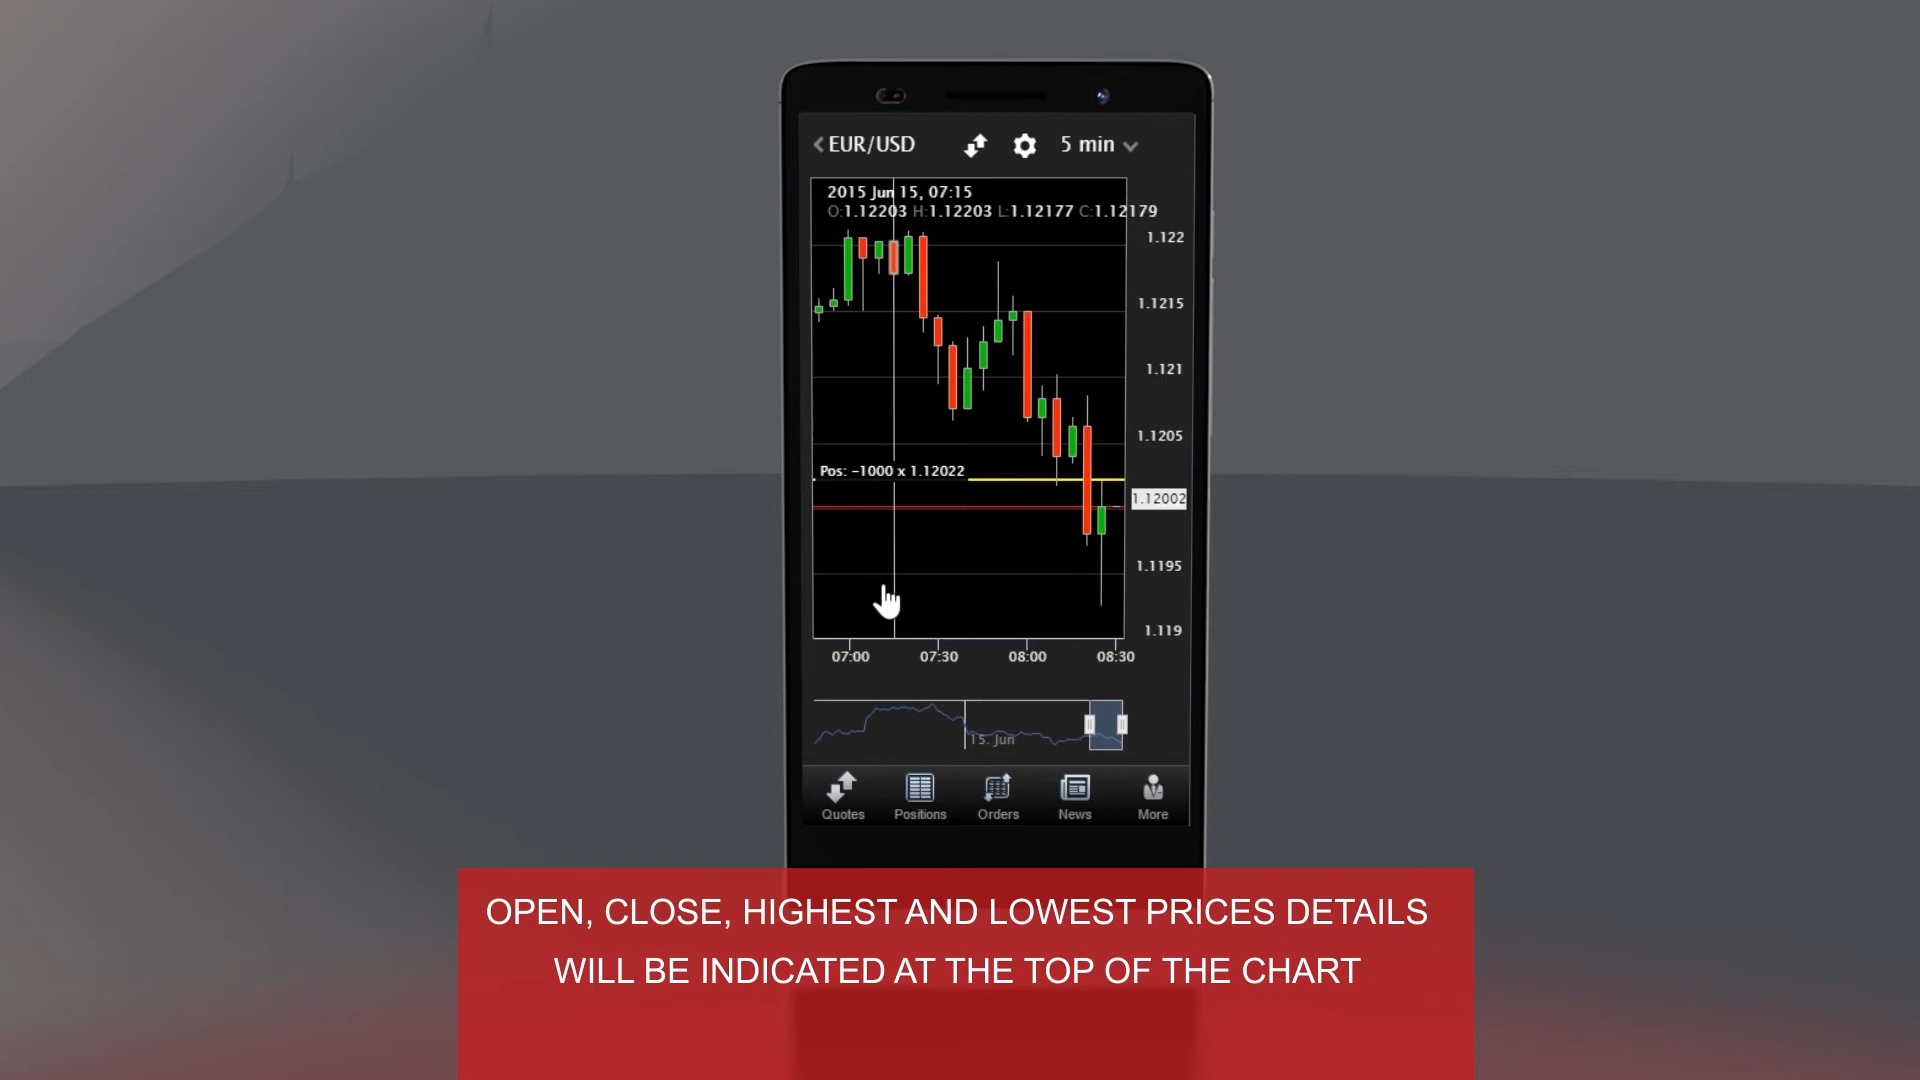 EUR/USD 5 min
2015 Jun 15, 07:15
O:1.12203 H:1.12203 L:1.12177 C:1.12179
1.122
1.1215
1.121
1.1205
Pos: -1000 x 1.12022
1.12002
1.1195
1.119
07:00 07:30 08:00 08:30
15. Jun
Quotes Positions Orders News More
OPEN, CLOSE, HIGHEST AND LOWEST PRICES DETAILS
WILL BE INDICATED AT THE TOP OF THE CHART